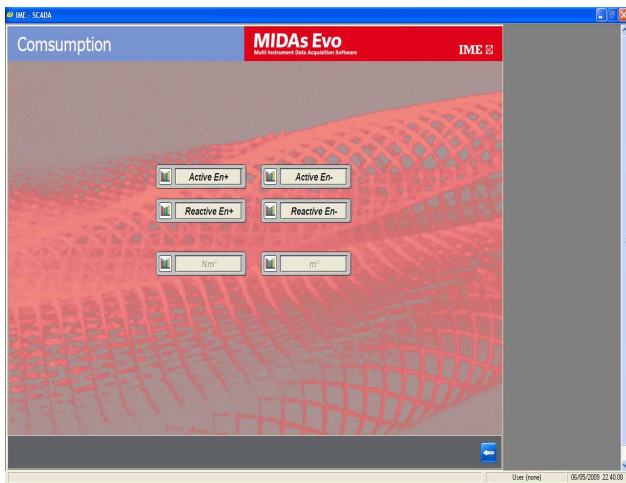 IME - SCADA
Comsumption
MIDAs Evo
Multi Instrument Data Acquisition Software
IME
Active En+
Active En-
Reactive En+
Reactive En-
Nm³
m³
User: (none)
06/05/2009 22.40.08